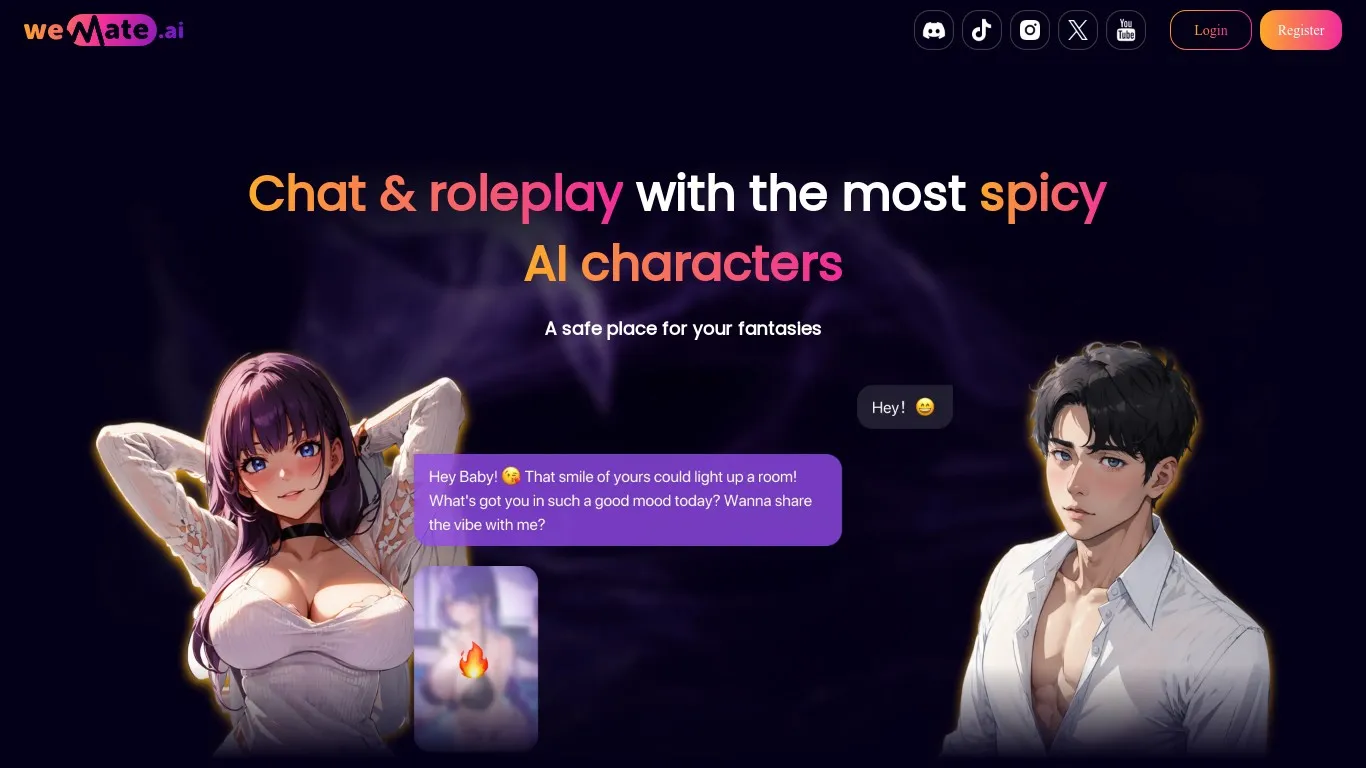 weMate.ai
You
Tube
Login
Register
Chat & roleplay with the most spicy
AI characters
A safe place for your fantasies
Hey! 😄
Hey Baby! 😘 That smile of yours could light up a room!
What's got you in such a good mood today? Wanna share
the vibe with me?